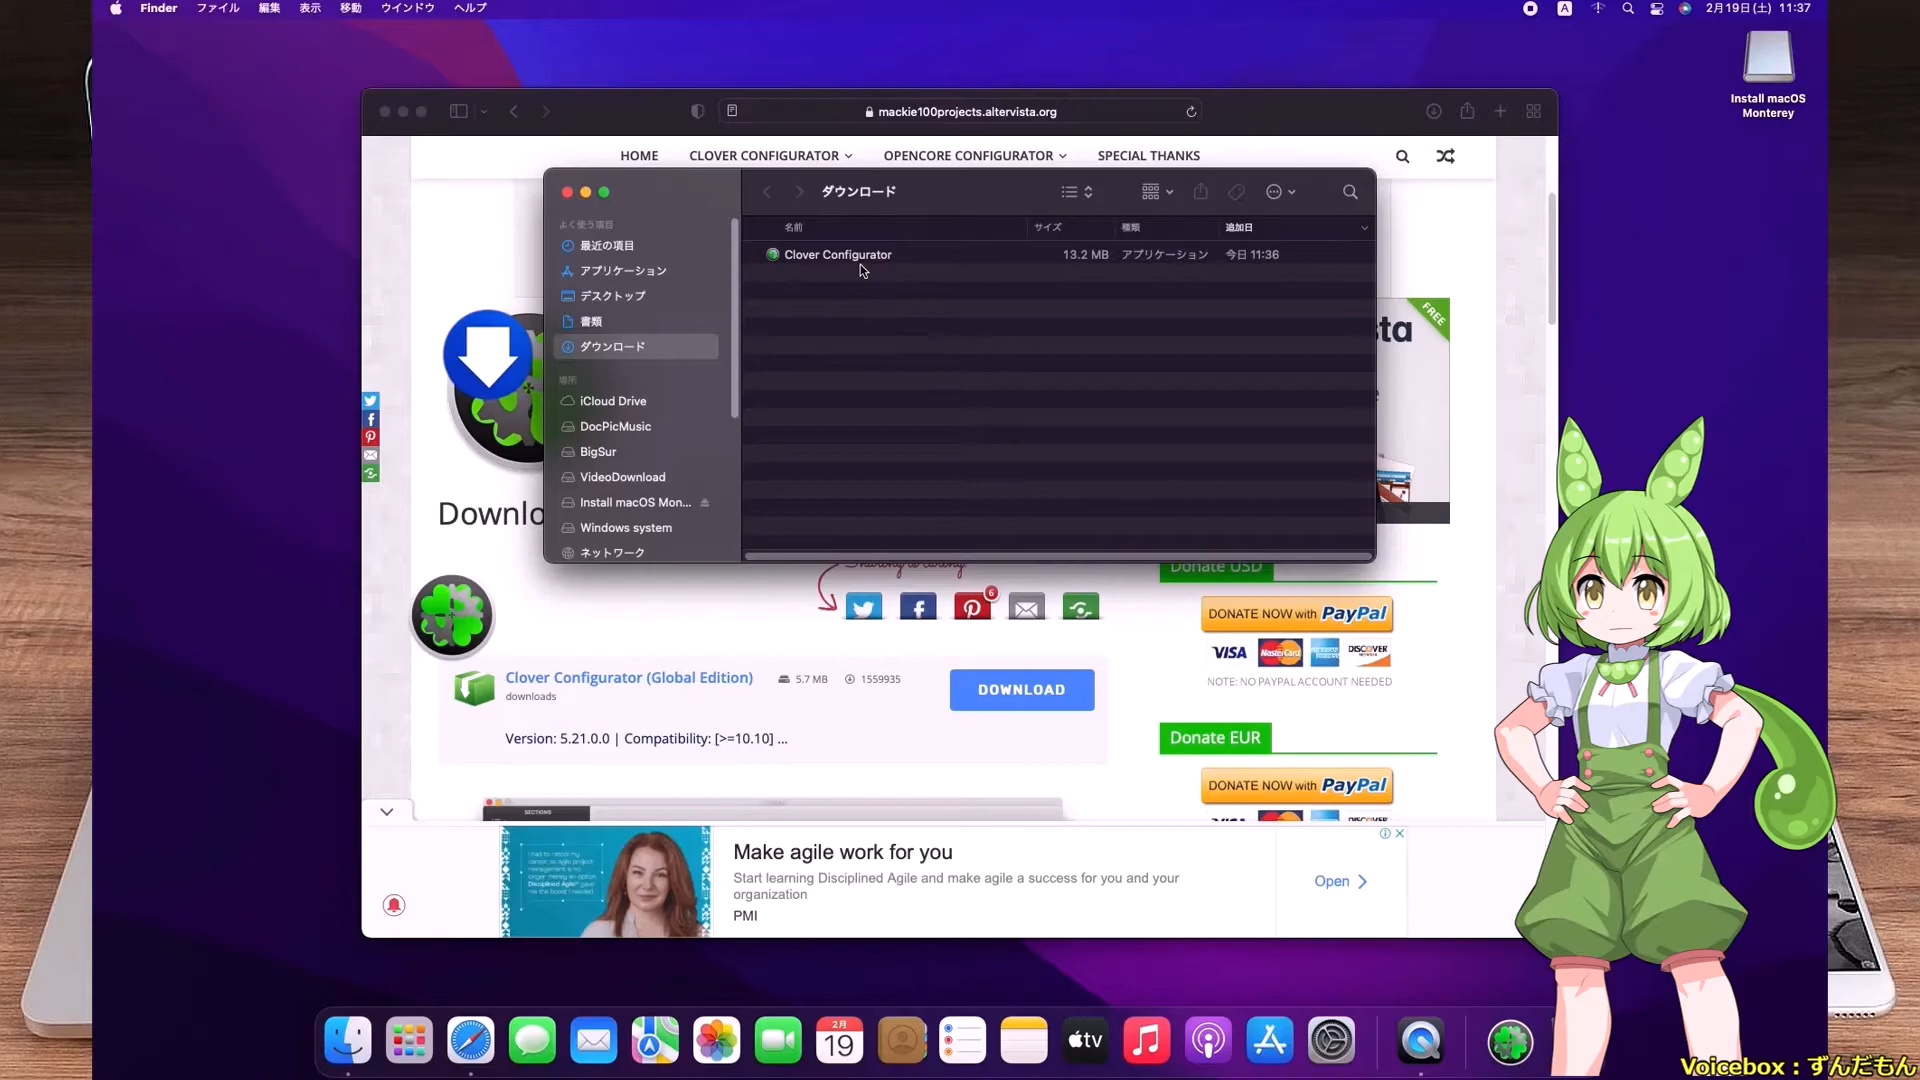 Finder ファイル 編集 表示 移動 ウインドウ ヘルプ
A 2月19日(土) 11:37
Install macOS
Monterey
mackie100projects.altervista.org
HOME CLOVER CONFIGURATOR OPENCORE CONFIGURATOR SPECIAL THANKS
ダウンロード
よく使う項目
最近の項目
アプリケーション
デスクトップ
書類
ダウンロード
場所
iCloud Drive
DocPicMusic
BigSur
VideoDownload
Install macOS Mon...
Windows system
ネットワーク
名前 サイズ 種類 追加日
Clover Configurator 13.2 MB アプリケーション 今日 11:36
FREE
sta
Downlo
Sharing is caring!
6
Clover Configurator (Global Edition) 5.7 MB 1559935
downloads
DOWNLOAD
Version: 5.21.0.0 | Compatibility: [>=10.10] ...
SECTIONS
Donate USD
DONATE NOW with PayPal
VISA MasterCard DISCOVER
NOTE: NO PAYPAL ACCOUNT NEEDED
Donate EUR
DONATE NOW with PayPal
Make agile work for you
Start learning Disciplined Agile and make agile a success for you and your
organization
PMI
Open
2月
19
tv
Voicebox：ずんだもん